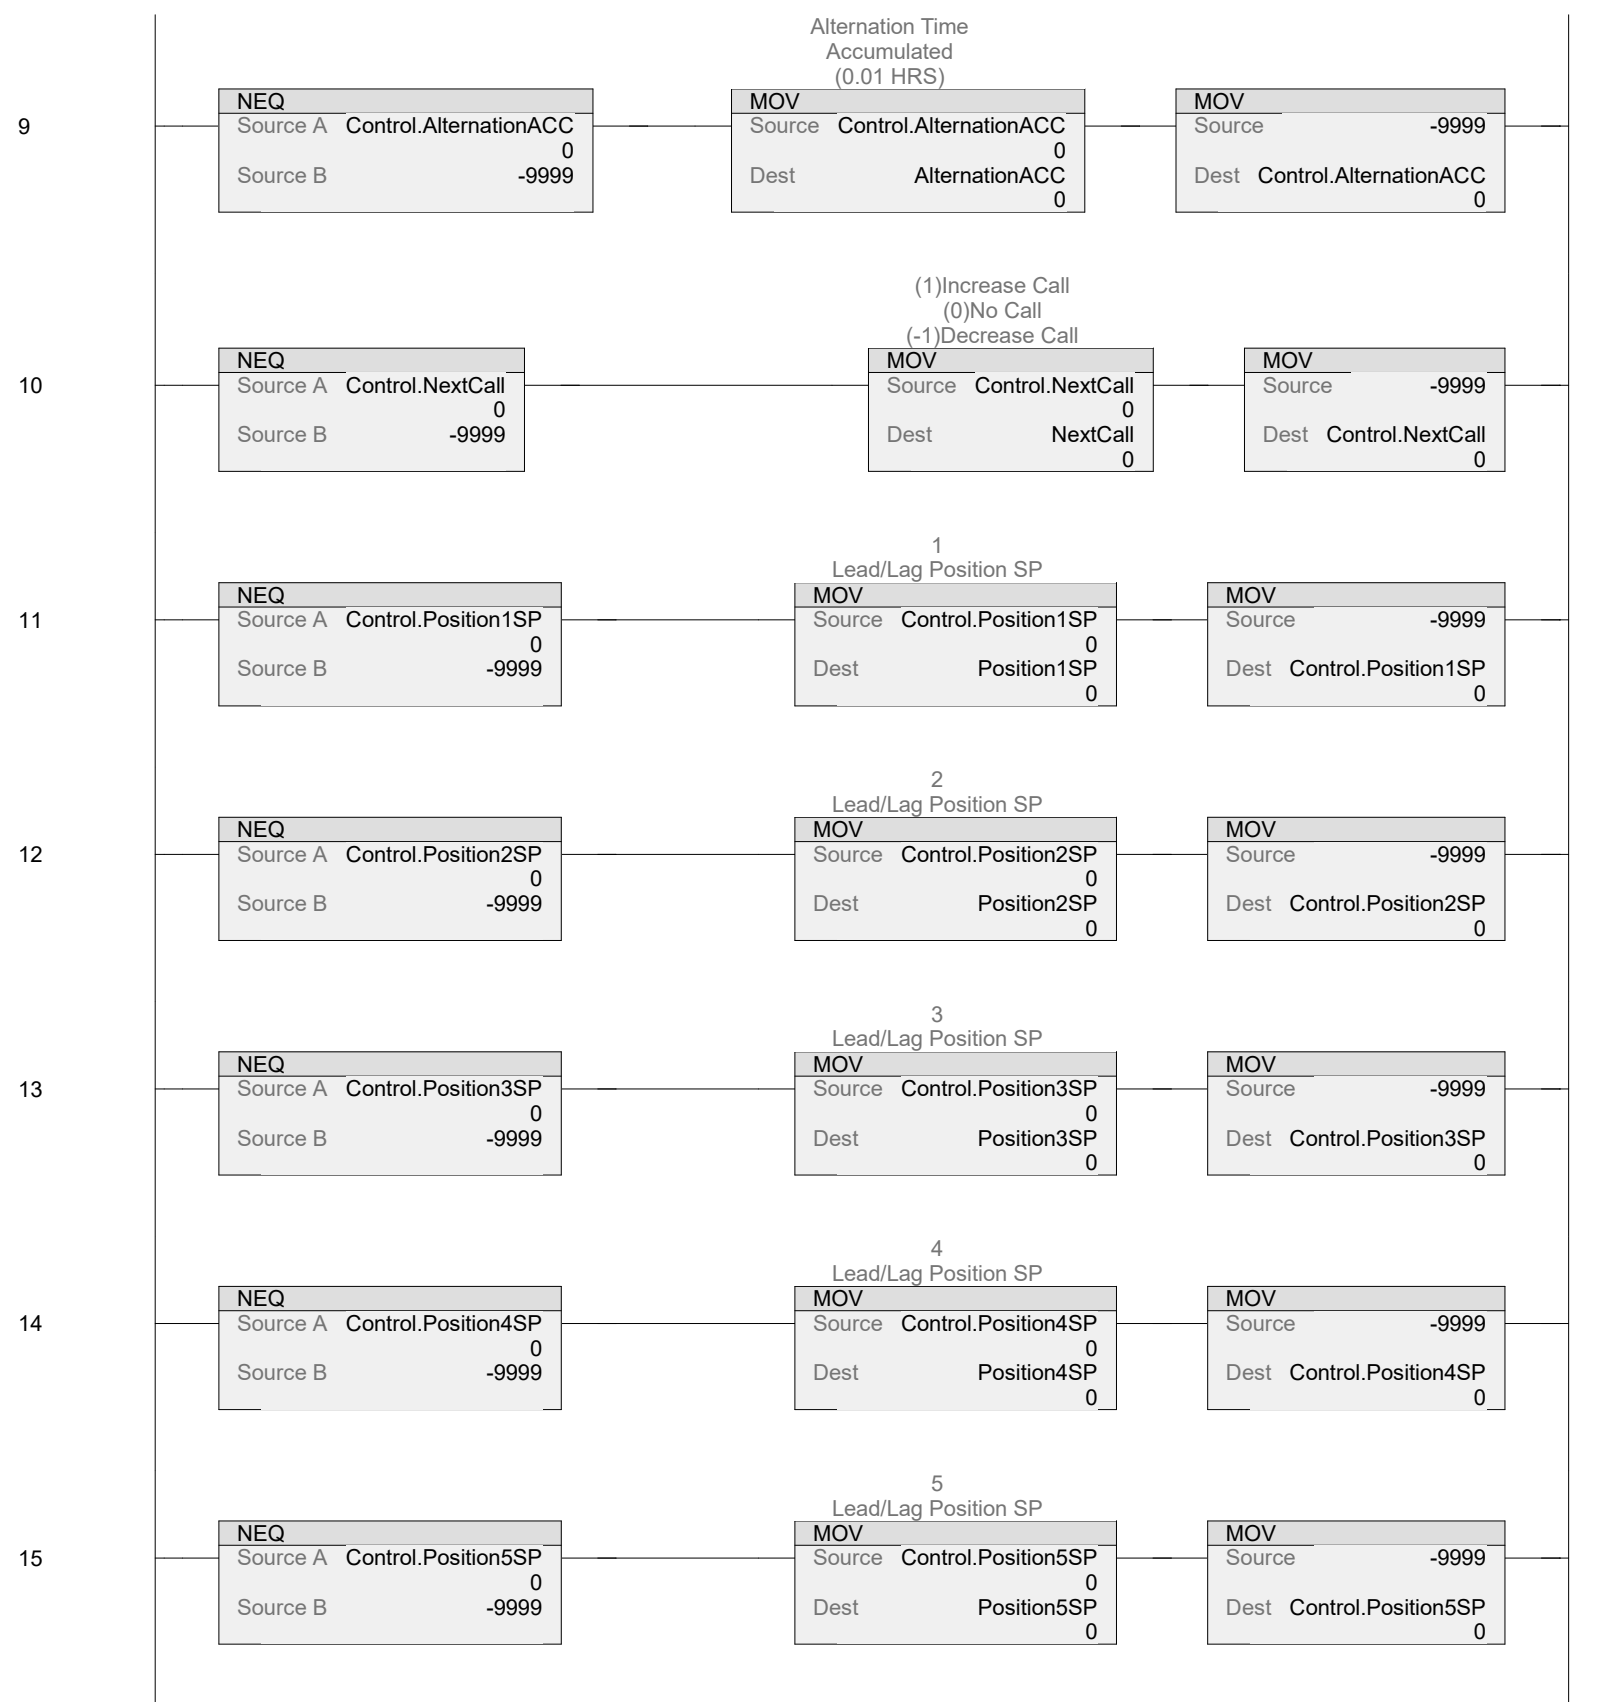 Alternation Time
Accumulated
(0.01 HRS)
NEQ MOV MOV
9 Source A Control.AlternationACC Source Control.AlternationACC Source -9999
0 0
Source B -9999 Dest AlternationACC Dest Control.AlternationACC
0 0
(1)Increase Call
(0)No Call
(-1)Decrease Call
NEQ MOV MOV
10 Source A Control.NextCall Source Control.NextCall Source -9999
0 0
Source B -9999 Dest NextCall Dest Control.NextCall
0 0
1
Lead/Lag Position SP
NEQ MOV MOV
11 Source A Control.Position1SP Source Control.Position1SP Source -9999
0 0
Source B -9999 Dest Position1SP Dest Control.Position1SP
0 0
2
Lead/Lag Position SP
NEQ MOV MOV
12 Source A Control.Position2SP Source Control.Position2SP Source -9999
0 0
Source B -9999 Dest Position2SP Dest Control.Position2SP
0 0
3
Lead/Lag Position SP
NEQ MOV MOV
13 Source A Control.Position3SP Source Control.Position3SP Source -9999
0 0
Source B -9999 Dest Position3SP Dest Control.Position3SP
0 0
4
Lead/Lag Position SP
NEQ MOV MOV
14 Source A Control.Position4SP Source Control.Position4SP Source -9999
0 0
Source B -9999 Dest Position4SP Dest Control.Position4SP
0 0
5
Lead/Lag Position SP
NEQ MOV MOV
15 Source A Control.Position5SP Source Control.Position5SP Source -9999
0 0
Source B -9999 Dest Position5SP Dest Control.Position5SP
0 0